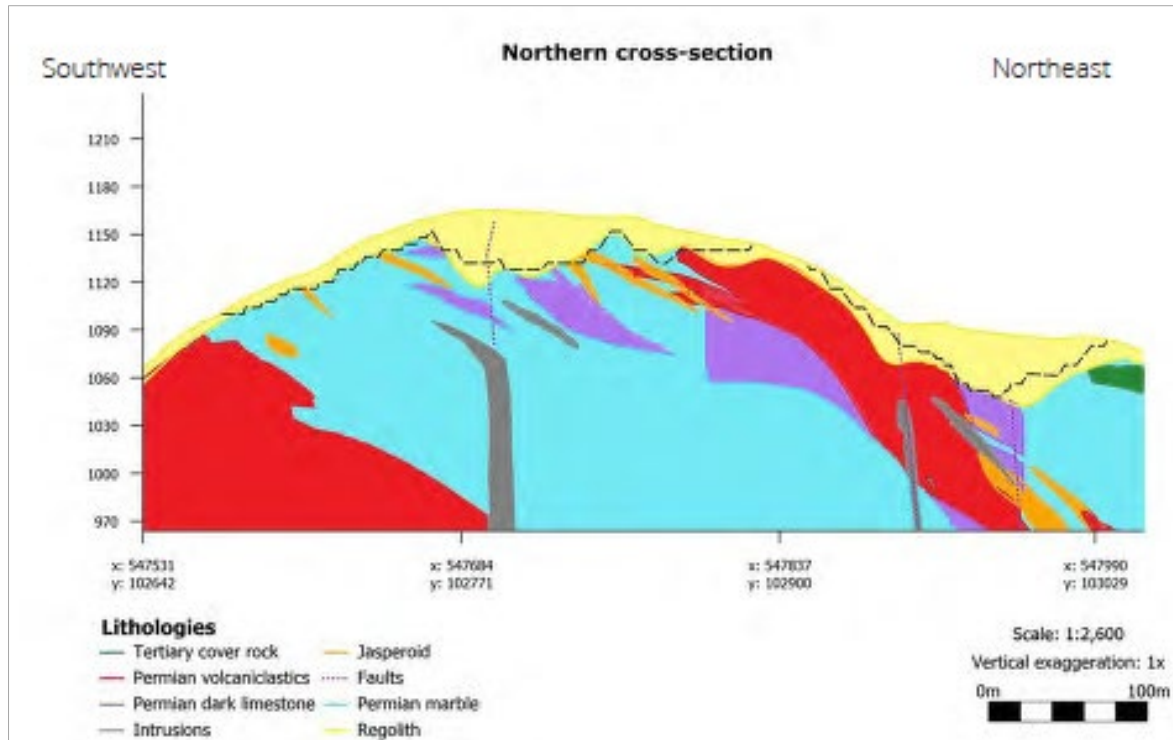 Northern cross-section
Southwest
Northeast
1210
1180
1150
1120
1090
1060
1030
1000
970
x: 547531
y: 102642
x: 547684
y: 102771
x: 547837
y: 102900
x: 547990
y: 103029
Lithologies
Tertiary cover rock
Permian volcaniclastics
Permian dark limestone
Intrusions
Jasperoid
Faults
Permian marble
Regolith
Scale: 1:2,600
Vertical exaggeration: 1x
0m 100m